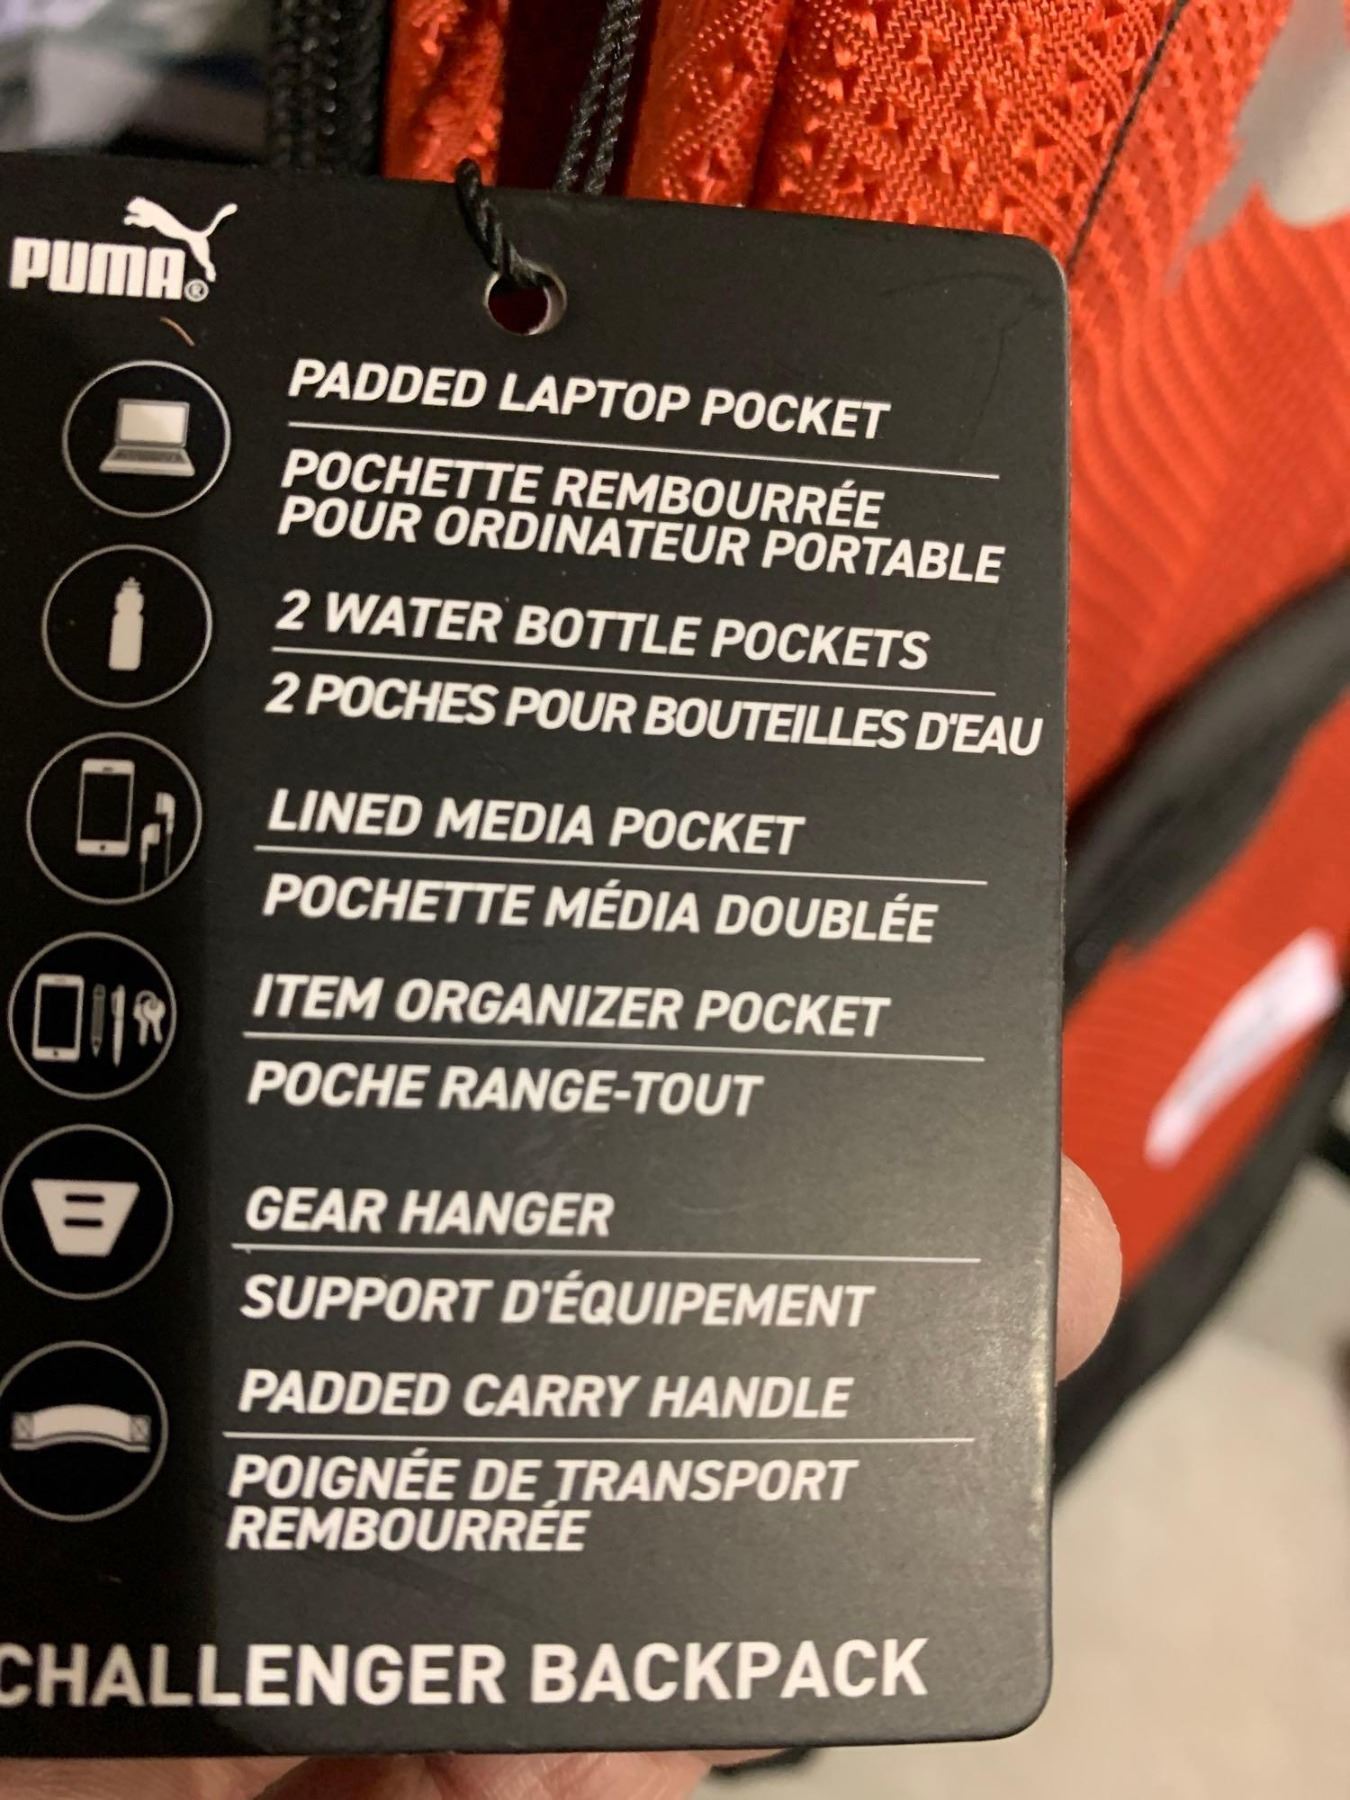 PUMA®
PADDED LAPTOP POCKET
POCHETTE REMBOURRÉE
POUR ORDINATEUR PORTABLE
2 WATER BOTTLE POCKETS
2 POCHES POUR BOUTEILLES D'EAU
LINED MEDIA POCKET
POCHETTE MÉDIA DOUBLÉE
ITEM ORGANIZER POCKET
POCHE RANGE-TOUT
GEAR HANGER
SUPPORT D'ÉQUIPEMENT
PADDED CARRY HANDLE
POIGNÉE DE TRANSPORT
REMBOURRÉE
CHALLENGER BACKPACK